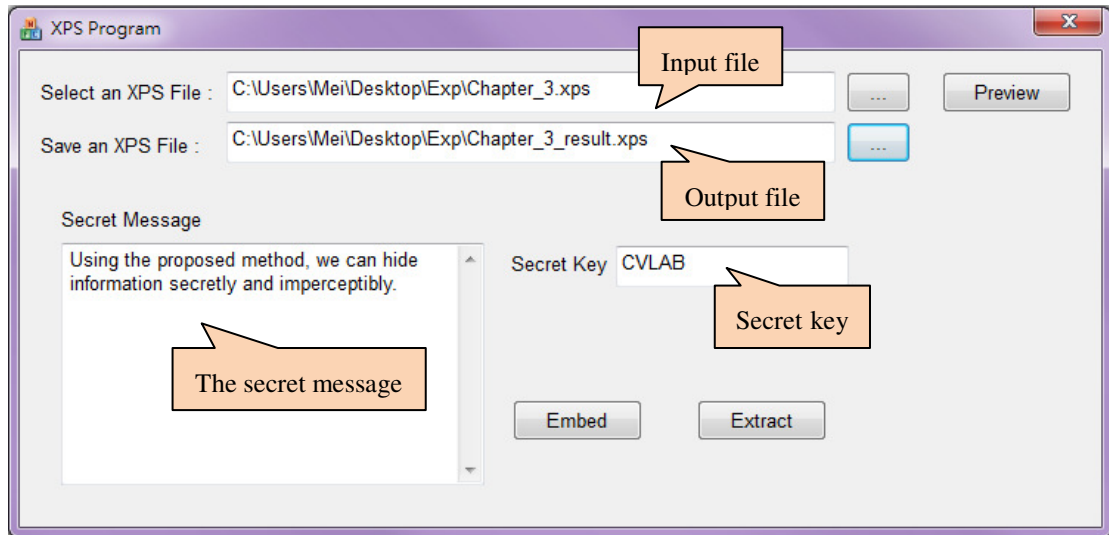 XPS Program
Input file
Select an XPS File : C:\Users\Mei\Desktop\Exp\Chapter_3.xps ... Preview
Save an XPS File : C:\Users\Mei\Desktop\Exp\Chapter_3_result.xps ...
Output file
Secret Message
Using the proposed method, we can hide
information secretly and imperceptibly.
Secret Key CVLAB
Secret key
The secret message
Embed Extract